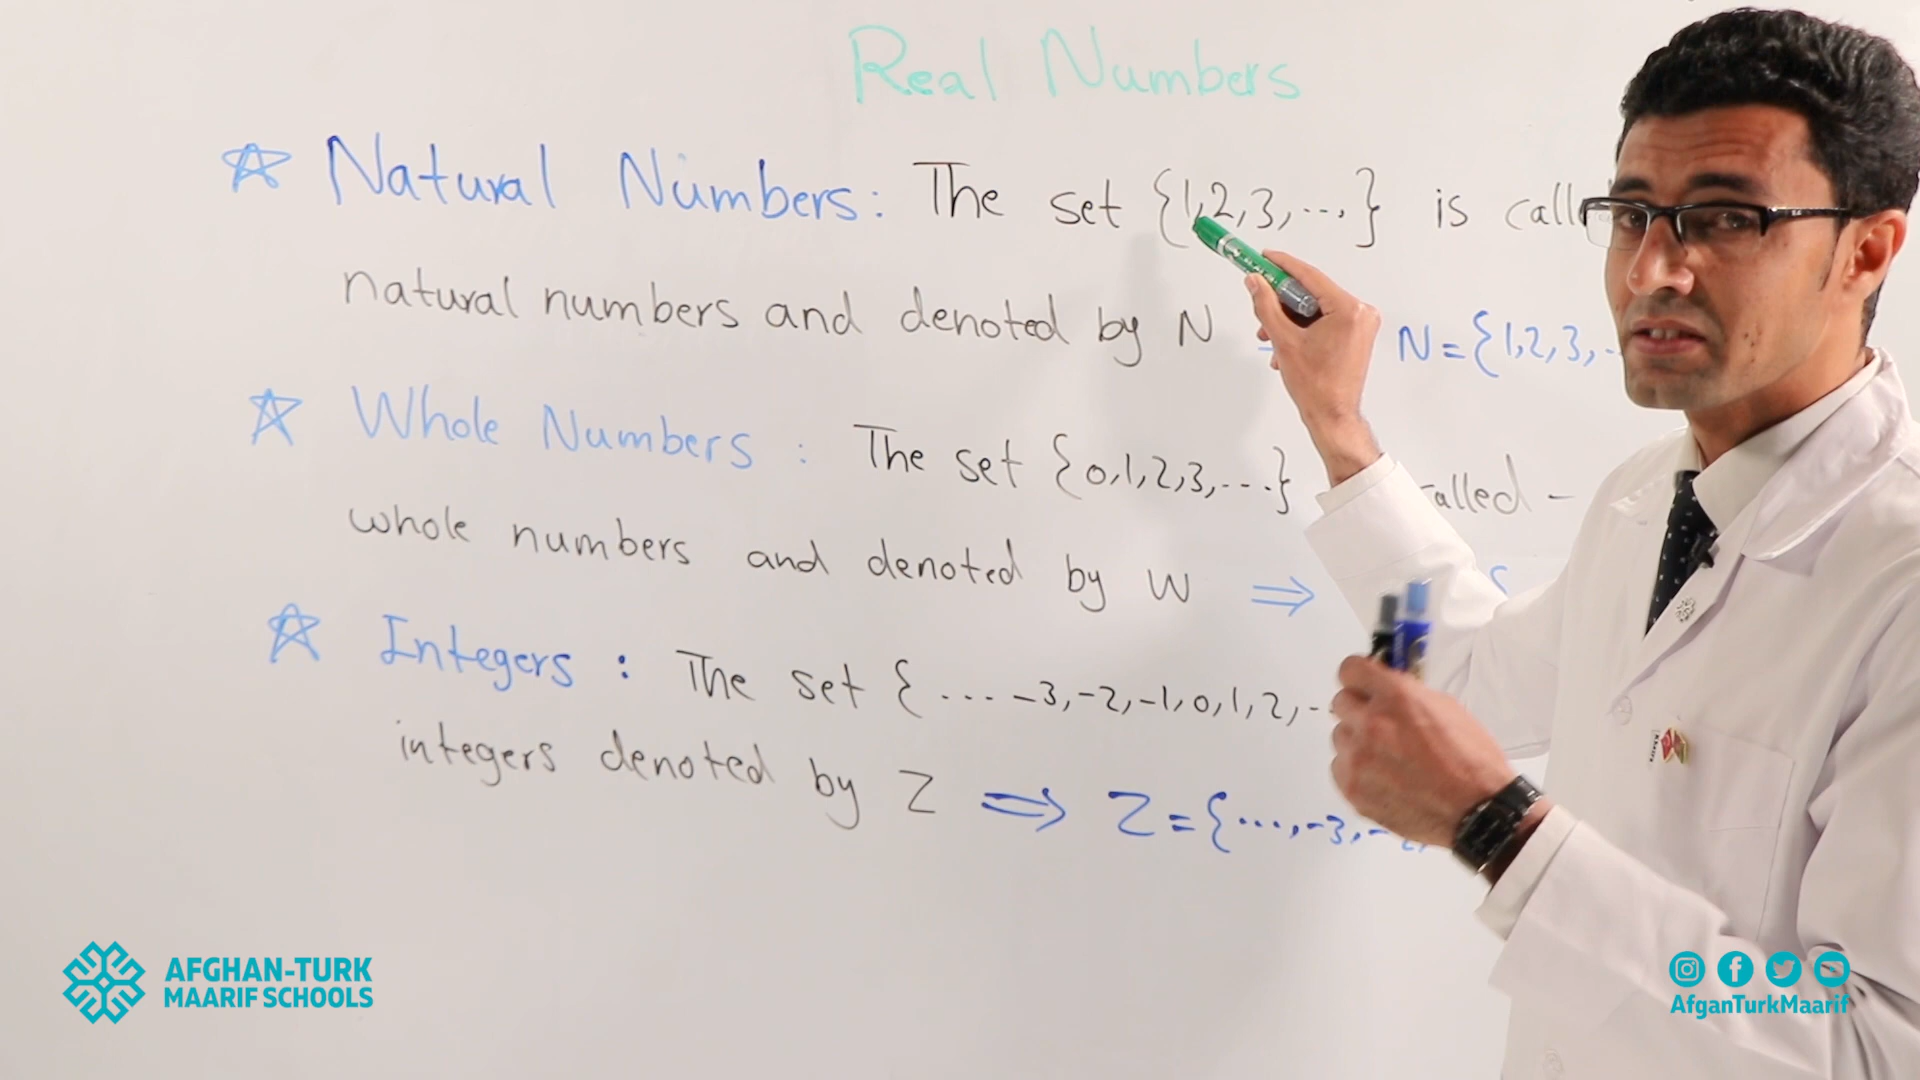 Real Numbers
Natural Numbers: The set {1,2,3,...} is
natural numbers and denoted by N N={1,2,3,..
Whole Numbers : The set {0,1,2,3,....}
whole numbers and denoted by W ⇒
Integers : The set {....-3,-2,-1,0,1,2,-
integers denoted by Z ⇒ Z={...,-3,-
AFGHAN-TURK
MAARIF SCHOOLS
AfganTurkMaarif